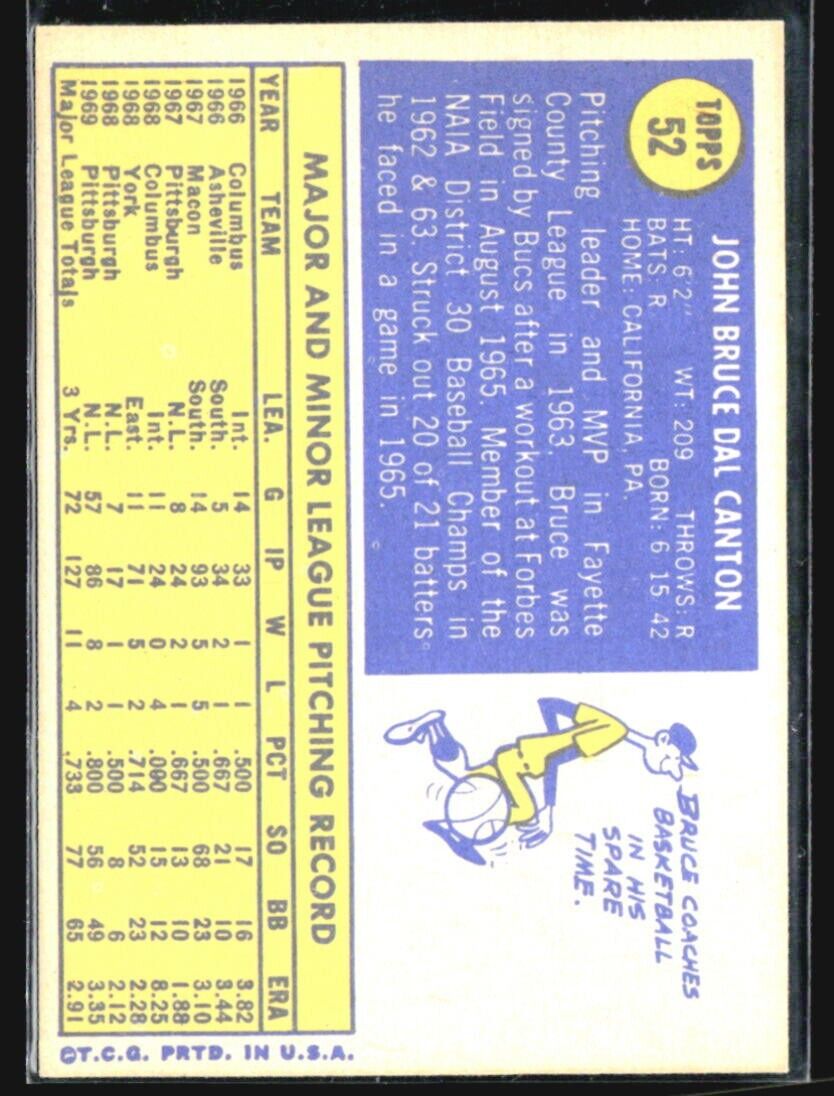 TOPPS
52
JOHN BRUCE DAL CANTON
HT: 6'2" WT: 209 THROWS: R
BATS: R BORN: 6 15 42
HOME: CALIFORNIA, PA.
Pitching leader and MVP in Fayette
County League in 1963. Bruce was
signed by Bucs after a workout at Forbes
Field in August 1965. Member of the
NAIA District 30 Baseball Champs in
1962 & 63. Struck out 20 of 21 batters
he faced in a game in 1965.
BRUCE COACHES
BASKETBALL
IN HIS
SPARE
TIME.
MAJOR AND MINOR LEAGUE PITCHING RECORD
YEAR TEAM LEA. G IP W L PCT SO BB ERA
1966 Columbus Int. 14 33 2 1 .500 17 16 3.82
1966 Asheville South. 5 34 2 1 .667 21 10 3.44
1967 Macon South. 14 93 5 5 .500 68 23 3.10
1967 Pittsburgh N.L. 8 24 2 1 .667 13 10 1.88
1968 Columbus Int. 11 24 0 4 .000 15 12 8.25
1968 York East. 11 71 5 2 .714 52 23 2.28
1968 Pittsburgh N.L. 7 17 1 1 .500 8 6 2.12
1969 Pittsburgh N.L. 57 86 8 2 .800 56 49 3.35
Major League Totals 3 Yrs. 72 127 11 4 .733 77 65 2.91
©T.C.G. PRTD. IN U.S.A.